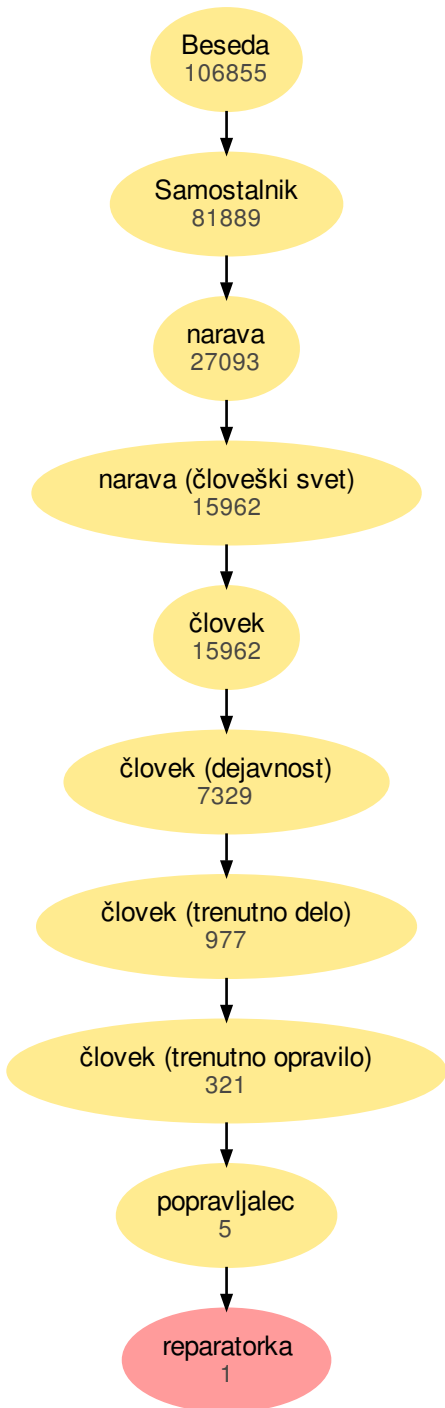 Beseda
106855
Samostalnik
81889
narava
27093
narava (človeški svet)
15962
človek
15962
človek (dejavnost)
7329
človek (trenutno delo)
977
človek (trenutno opravilo)
321
popravljalec
5
reparatorka
1